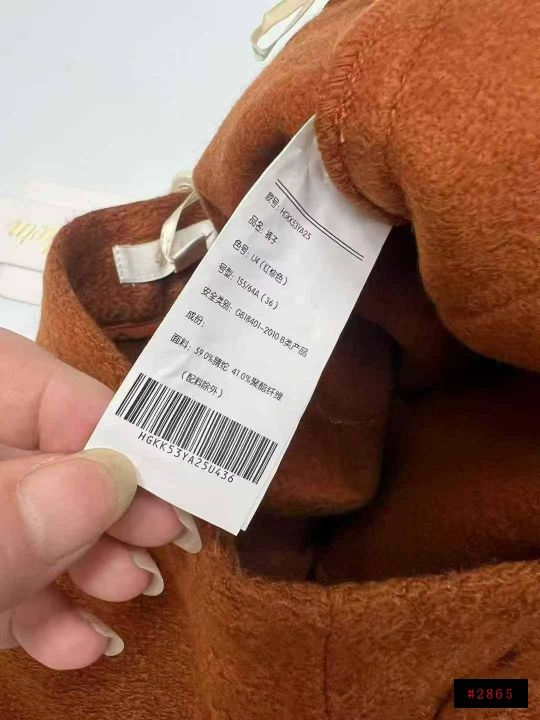 款号: HGKK53YA25
品名: 裤子
色号: U4(红棕色)
号型: 155/64A(36)
安全类别: GB18401-2010 B类产品
成份:
面料: 59.0%腈纶 41.0%聚酯纤维
(配料除外)
HGKK53YA25U436
#2865